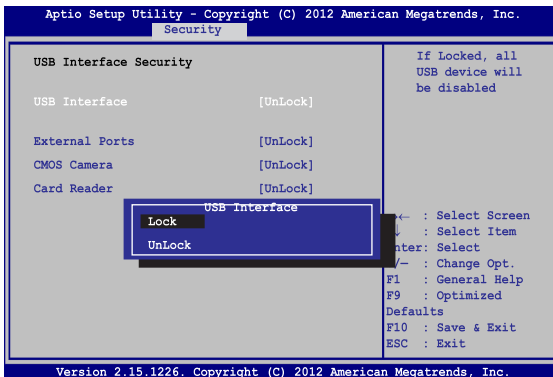 Aptio Setup Utility - Copyright (C) 2012 American Megatrends, Inc.
Security
USB Interface Security
USB Interface [UnLock]
External Ports [UnLock]
CMOS Camera [UnLock]
Card Reader [UnLock]
USB Interface
Lock
UnLock
If Locked, all
USB device will
be disabled
→← : Select Screen
↓ : Select Item
nter: Select
/— : Change Opt.
F1 : General Help
F9 : Optimized
Defaults
F10 : Save & Exit
ESC : Exit
Version 2.15.1226. Copyright (C) 2012 American Megatrends, Inc.